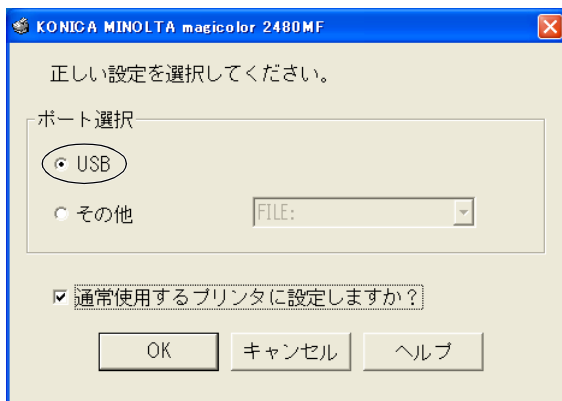 KONICA MINOLTA magicolor 2480MF
正しい設定を選択してください。
ポート選択
USB
その他 FILE:
通常使用するプリンタに設定しますか？
OK キャンセル ヘルプ